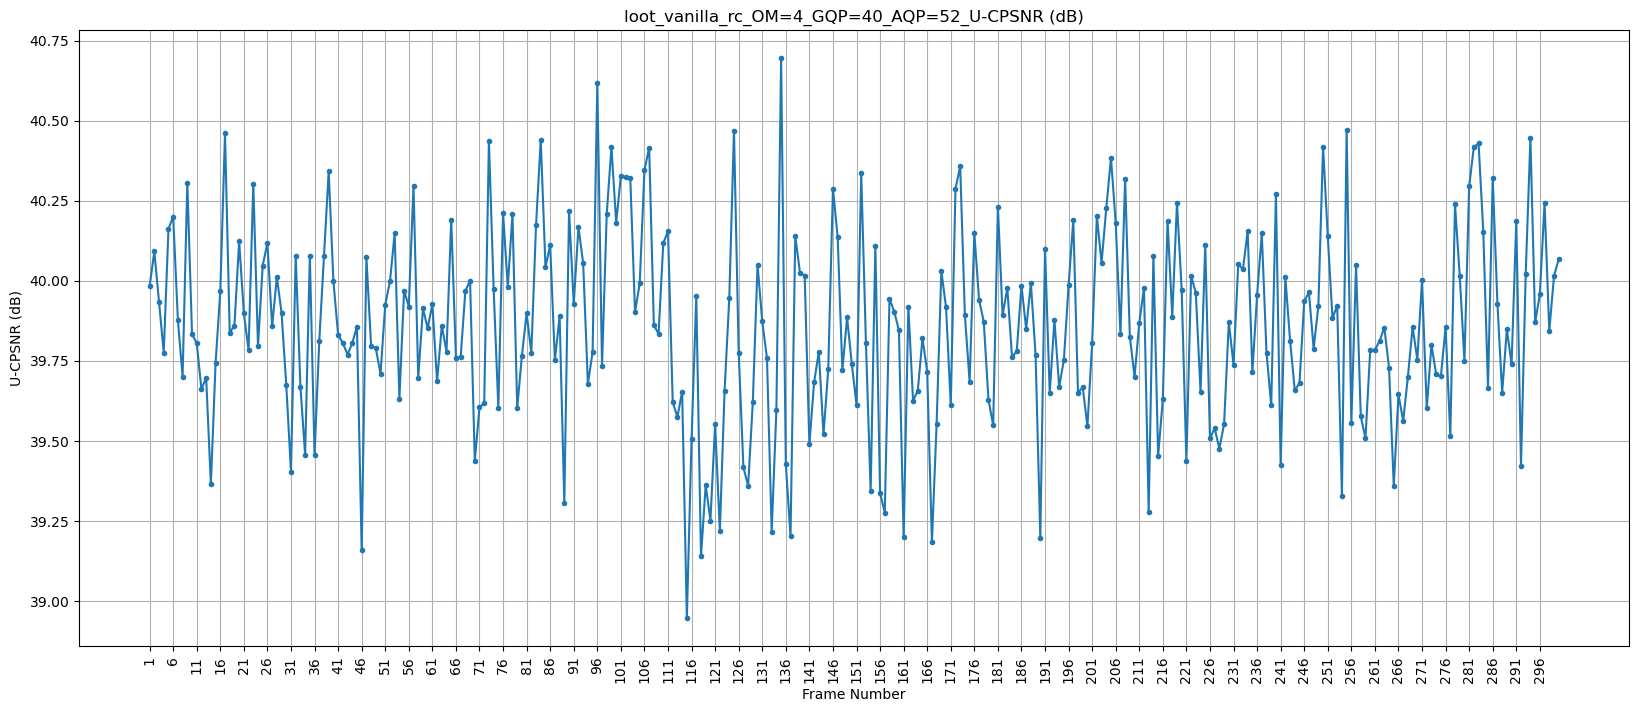 loot_vanilla_rc_OM=4_GQP=40_AQP=52_U-CPSNR (dB)
40.75
40.50
40.25
40.00
39.75
39.50
39.25
39.00
U-CPSNR (dB)
1 6 11 16 21 26 31 36 41 46 51 56 61 66 71 76 81 86 91 96 101 106 111 116 121 126 131 136 141 146 151 156 161 166 171 176 181 186 191 196 201 206 211 216 221 226 231 236 241 246 251 256 261 266 271 276 281 286 291 296
Frame Number